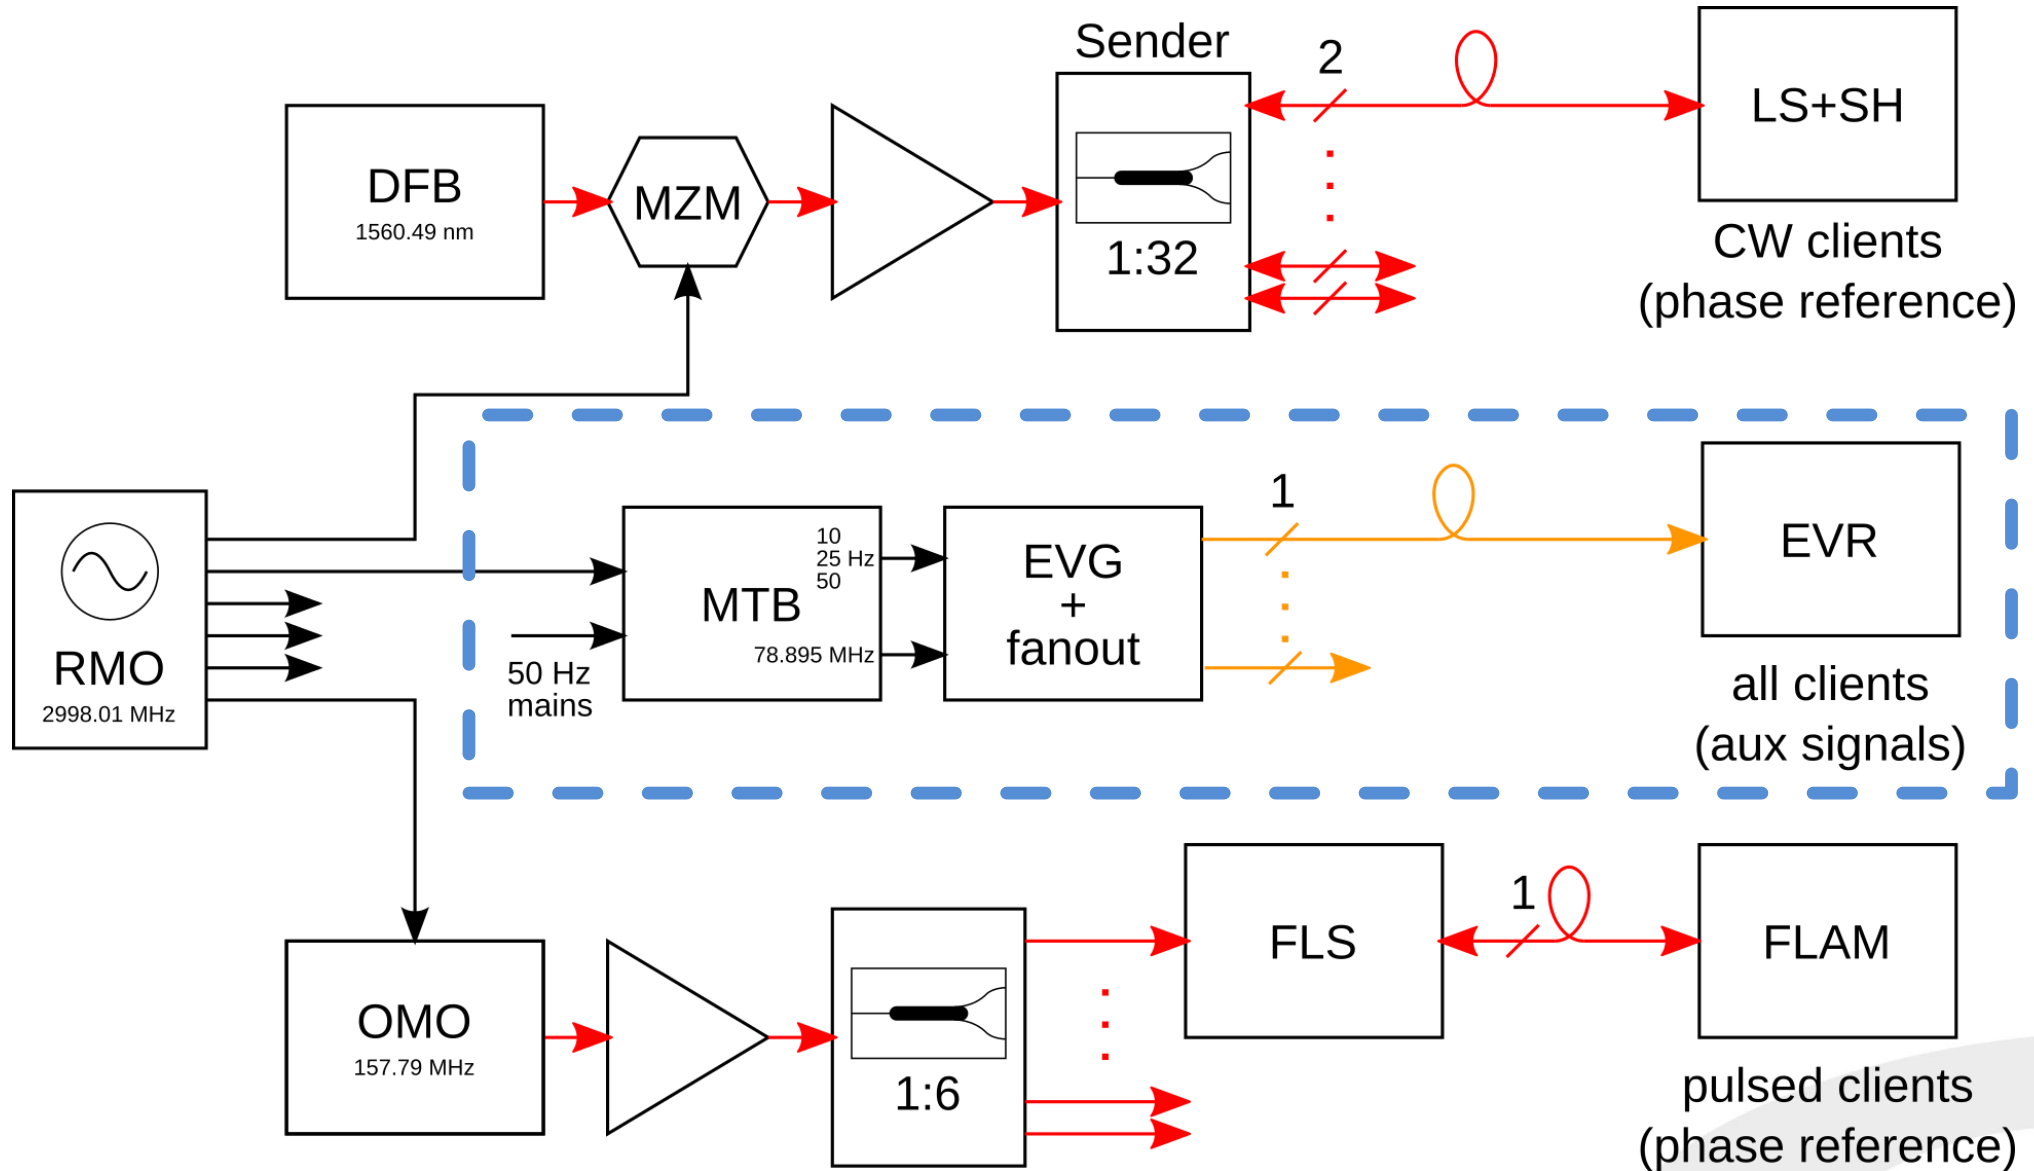 Sender
2
DFB
1560.49 nm
MZM
1:32
LS+SH
CW clients
(phase reference)
RMO
2998.01 MHz
50 Hz
mains
MTB
10
25 Hz
50
78.895 MHz
EVG
+
fanout
1
EVR
all clients
(aux signals)
OMO
157.79 MHz
1:6
FLS
1
FLAM
pulsed clients
(phase reference)